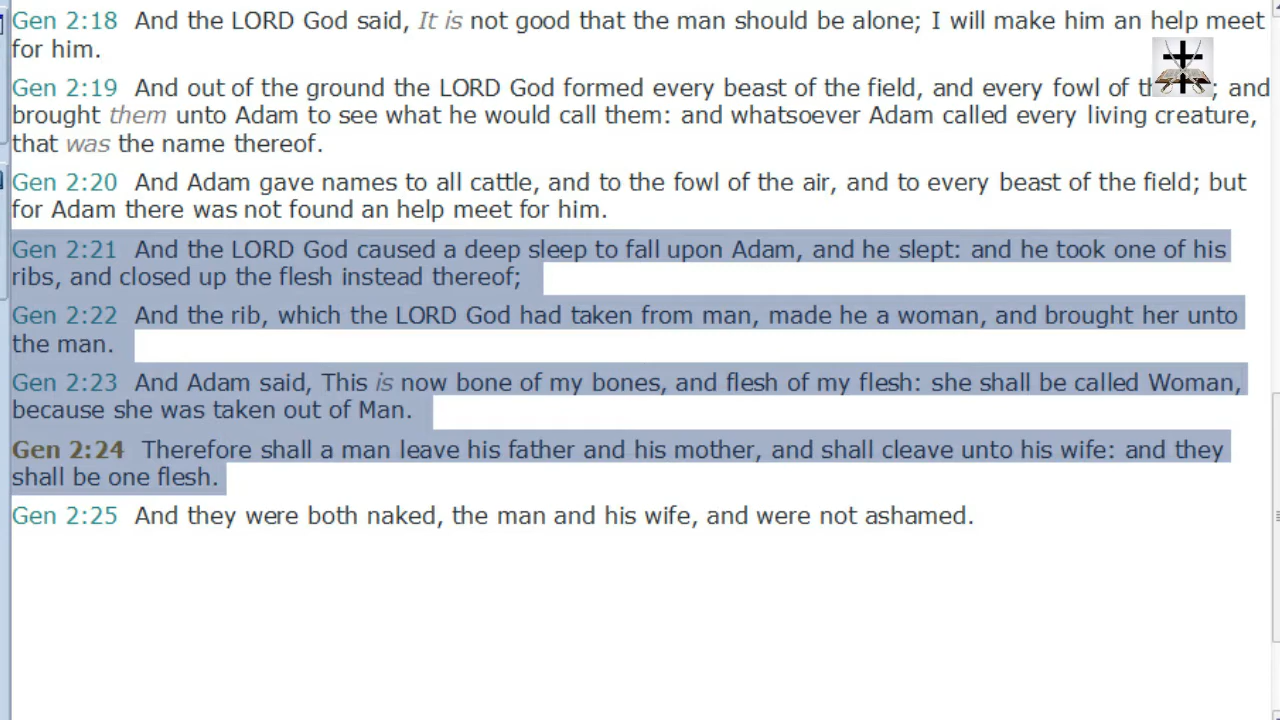 Gen 2:18 And the LORD God said, It is not good that the man should be alone; I will make him an help meet
for him.
Gen 2:19 And out of the ground the LORD God formed every beast of the field, and every fowl of ; and
brought them unto Adam to see what he would call them: and whatsoever Adam called every living creature,
that was the name thereof.
Gen 2:20 And Adam gave names to all cattle, and to the fowl of the air, and to every beast of the field; but
for Adam there was not found an help meet for him.
Gen 2:21 And the LORD God caused a deep sleep to fall upon Adam, and he slept: and he took one of his
ribs, and closed up the flesh instead thereof;
Gen 2:22 And the rib, which the LORD God had taken from man, made he a woman, and brought her unto
the man.
Gen 2:23 And Adam said, This is now bone of my bones, and flesh of my flesh: she shall be called Woman,
because she was taken out of Man.
Gen 2:24 Therefore shall a man leave his father and his mother, and shall cleave unto his wife: and they
shall be one flesh.
Gen 2:25 And they were both naked, the man and his wife, and were not ashamed.